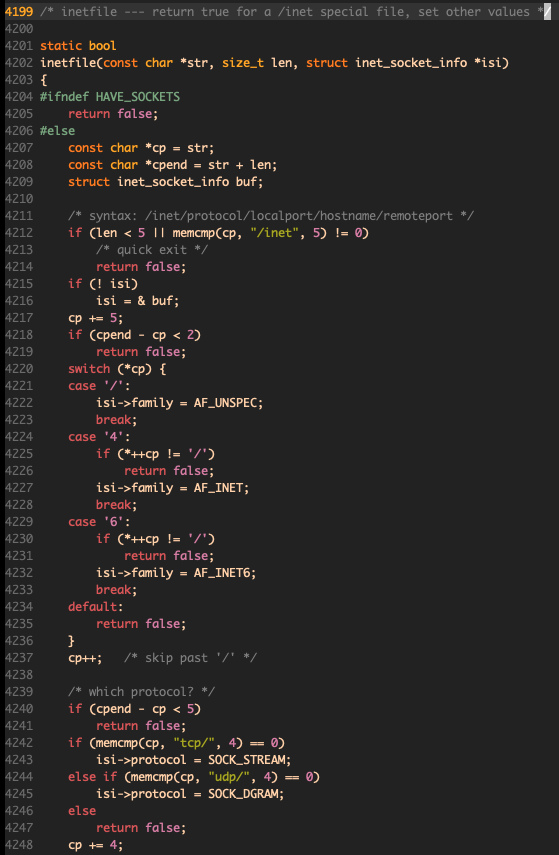 4199 /* inetfile --- return true for a /inet special file, set other values */
4200
4201 static bool
4202 inetfile(const char *str, size_t len, struct inet_socket_info *isi)
4203 {
4204 #ifndef HAVE_SOCKETS
4205     return false;
4206 #else
4207     const char *cp = str;
4208     const char *cpend = str + len;
4209     struct inet_socket_info buf;
4210
4211     /* syntax: /inet/protocol/localport/hostname/remoteport */
4212     if (len < 5 || memcmp(cp, "/inet", 5) != 0)
4213         /* quick exit */
4214         return false;
4215     if (! isi)
4216         isi = & buf;
4217     cp += 5;
4218     if (cpend - cp < 2)
4219         return false;
4220     switch (*cp) {
4221     case '/':
4222         isi->family = AF_UNSPEC;
4223         break;
4224     case '4':
4225         if (*++cp != '/')
4226             return false;
4227         isi->family = AF_INET;
4228         break;
4229     case '6':
4230         if (*++cp != '/')
4231             return false;
4232         isi->family = AF_INET6;
4233         break;
4234     default:
4235         return false;
4236     }
4237     cp++;   /* skip past '/' */
4238
4239     /* which protocol? */
4240     if (cpend - cp < 5)
4241         return false;
4242     if (memcmp(cp, "tcp/", 4) == 0)
4243         isi->protocol = SOCK_STREAM;
4244     else if (memcmp(cp, "udp/", 4) == 0)
4245         isi->protocol = SOCK_DGRAM;
4246     else
4247         return false;
4248     cp += 4;